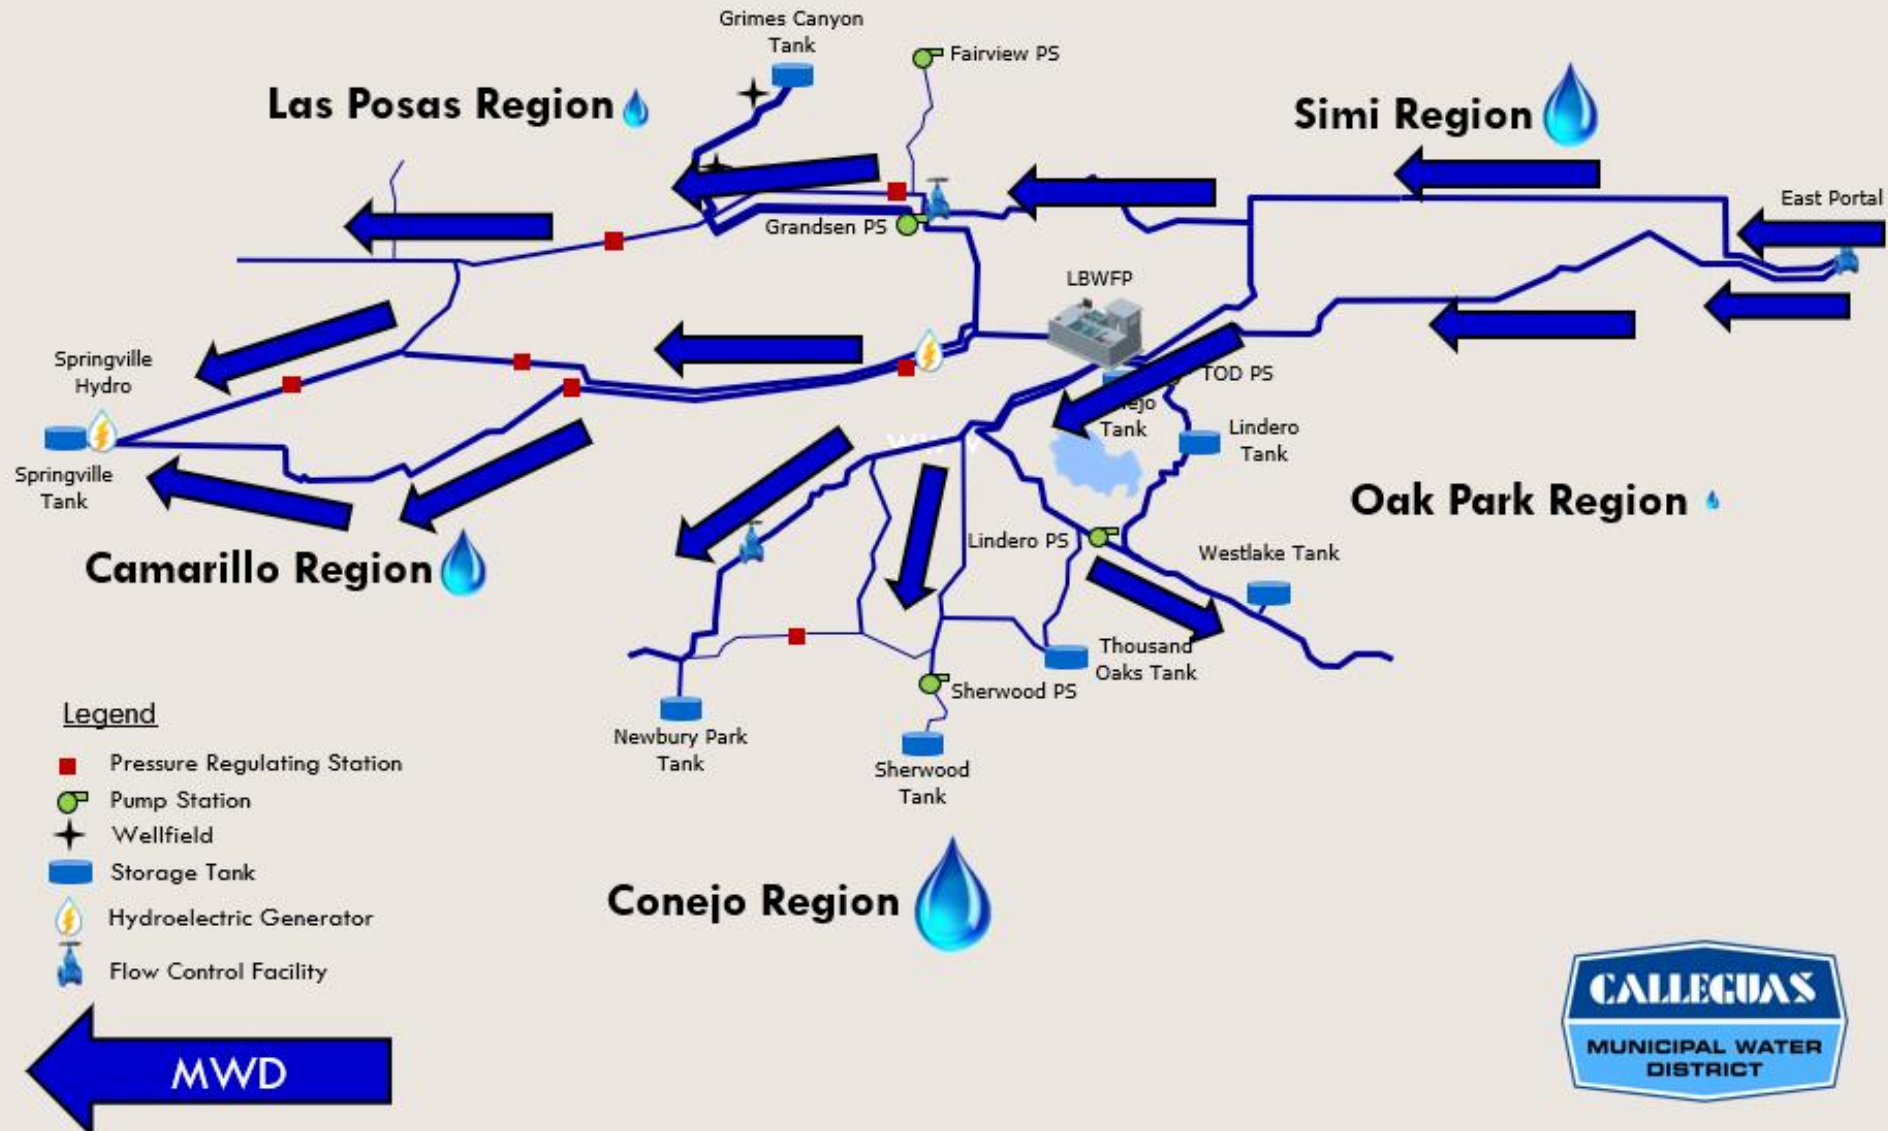 Grimes Canyon
Tank
Fairview PS
Las Posas Region
Simi Region
East Portal
Grandsen PS
LBWFP
Springville
Hydro
TOD PS
Tank
Lindero
Tank
Springville
Tank
Oak Park Region
Lindero PS
Westlake Tank
Camarillo Region
Thousand
Oaks Tank
Sherwood PS
Newbury Park
Tank
Sherwood
Tank
Legend
Pressure Regulating Station
Pump Station
Wellfield
Storage Tank
Hydroelectric Generator
Flow Control Facility
Conejo Region
MWD
CALLEGUAS
MUNICIPAL WATER
DISTRICT